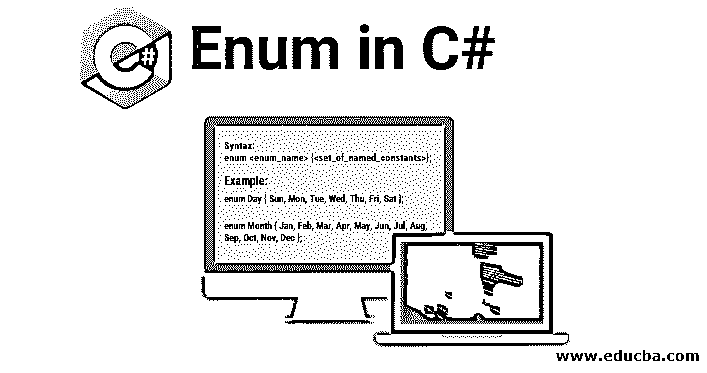 C#
Enum in C#
Syntax:
enum <enum_name> {<set_of_named_constants>};
Example:
enum Day { Sun, Mon, Tue, Wed, Thu, Fri, Sat };
enum Month { Jan, Feb, Mar, Apr, May, Jun, Jul, Aug,
Sep, Oct, Nov, Dec };
www.educba.com